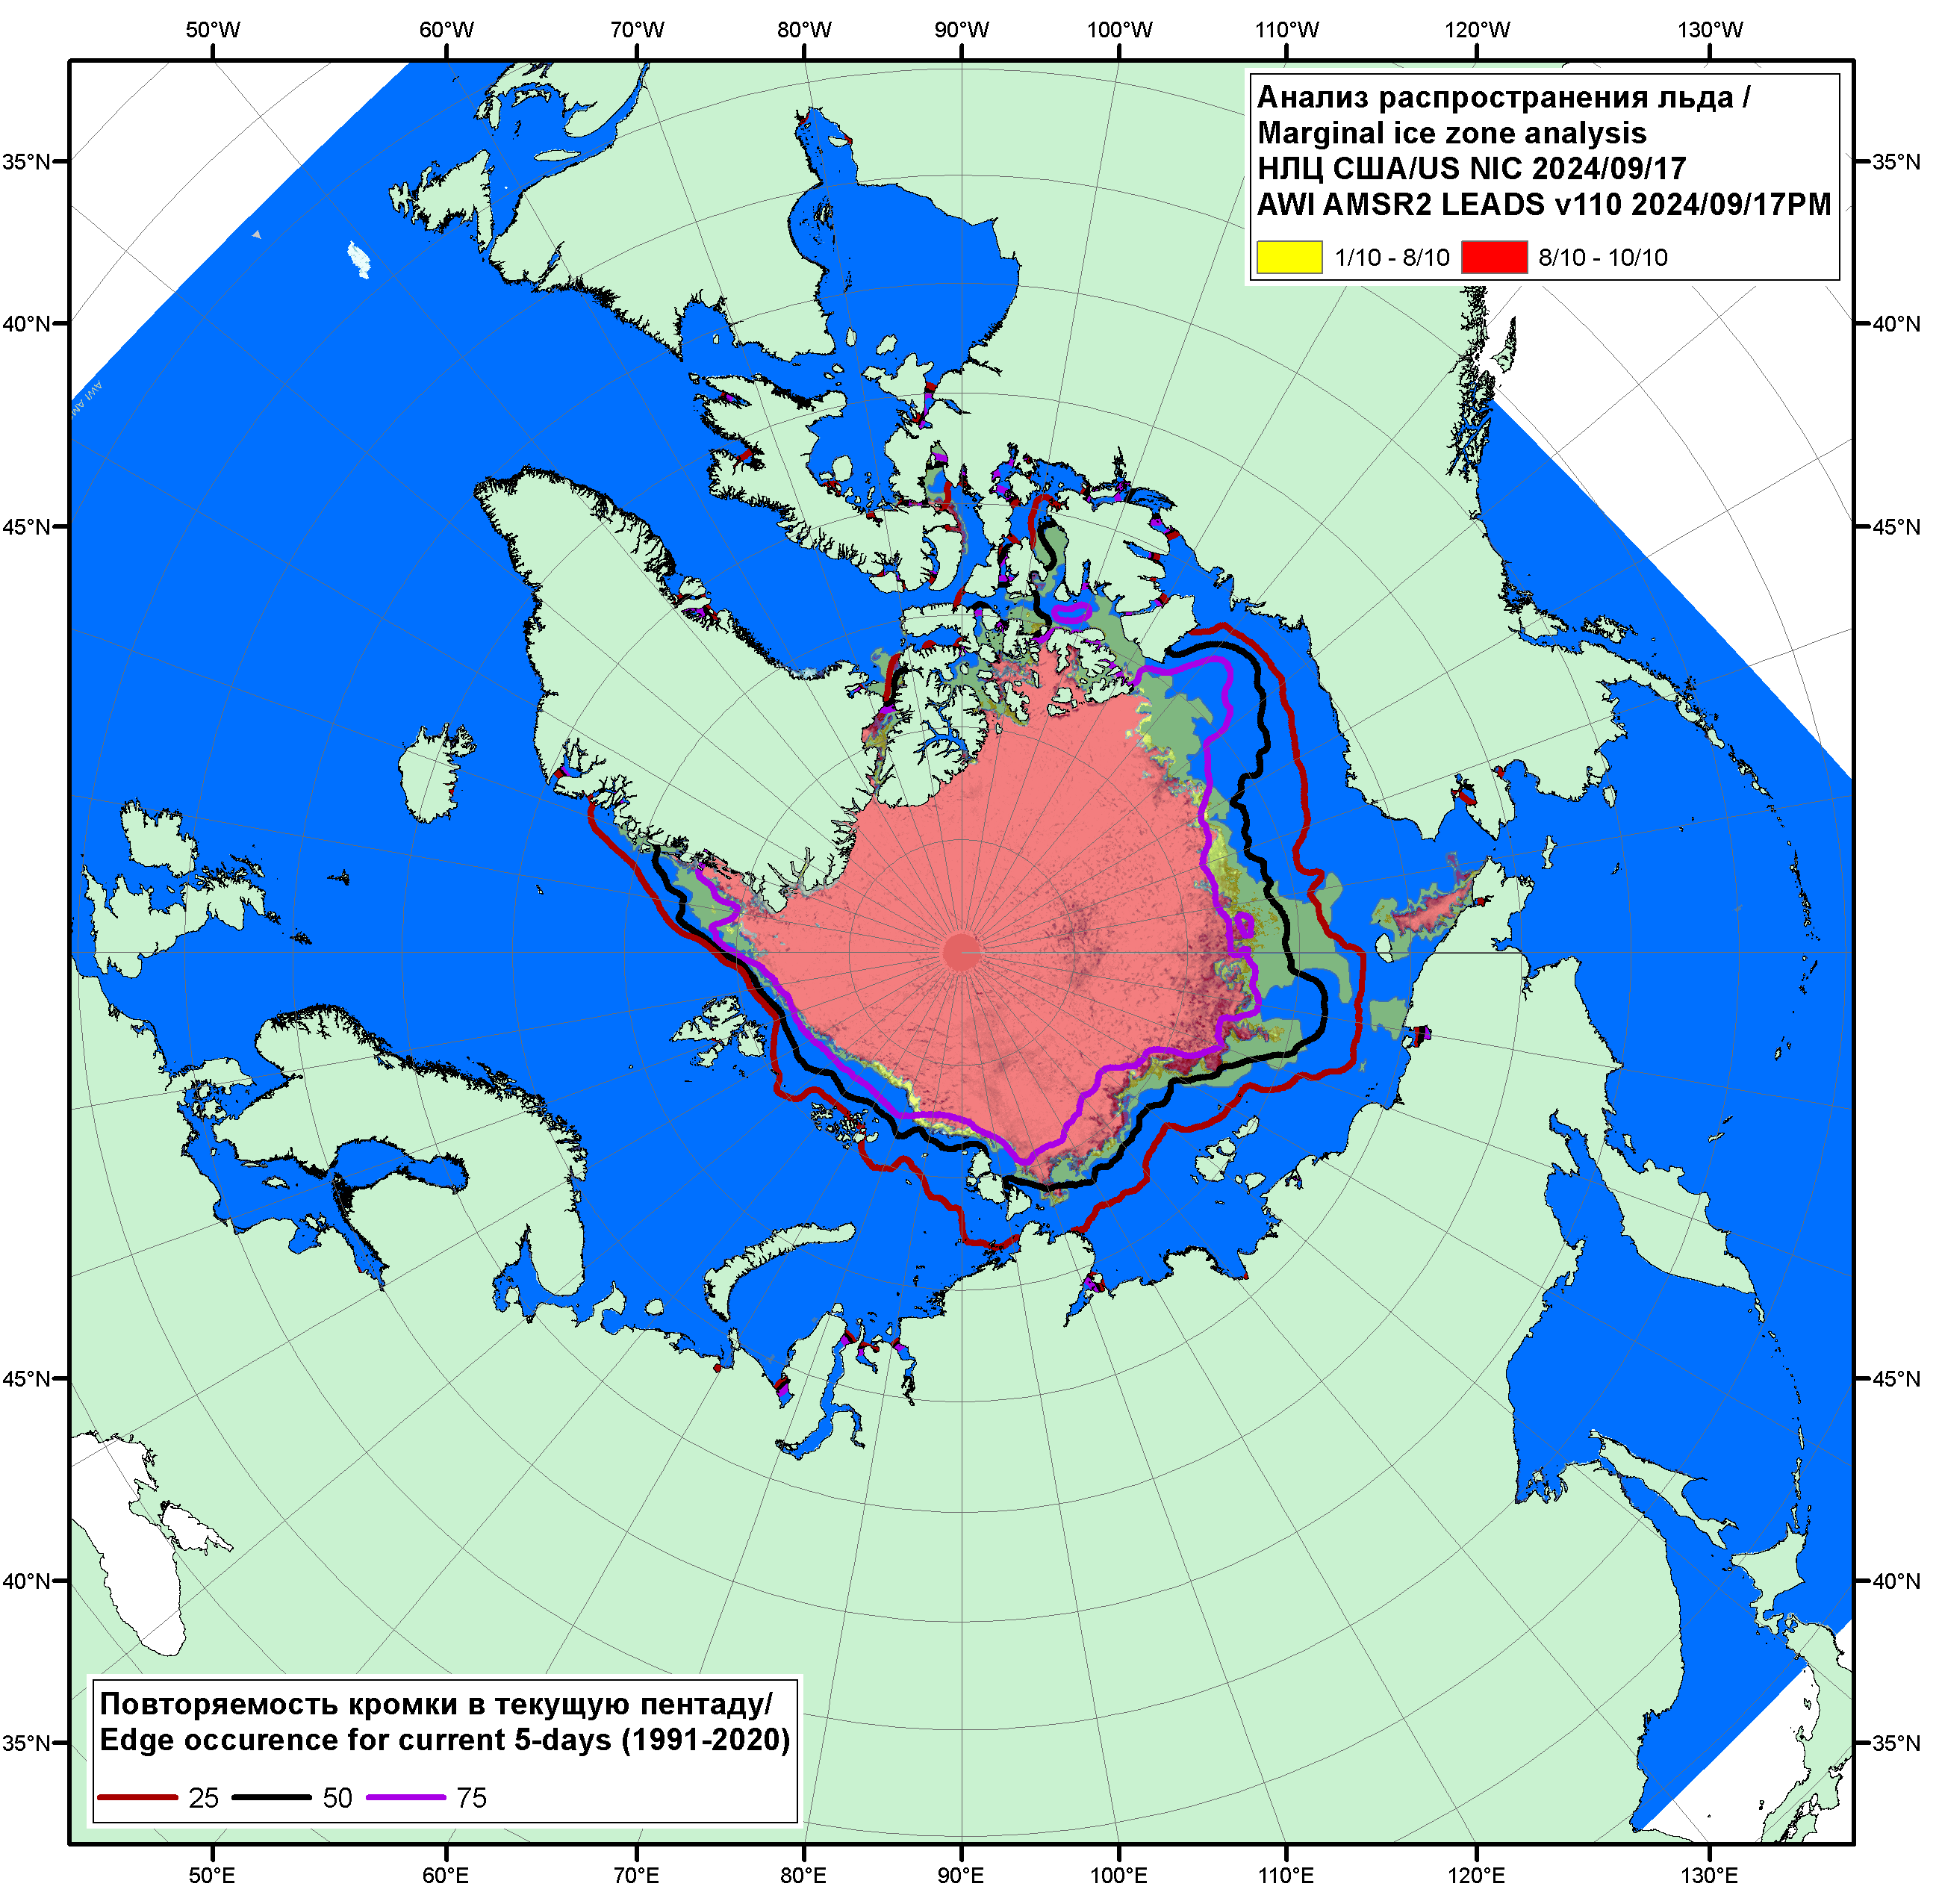 50°W 60°W 70°W 80°W 90°W 100°W 110°W 120°W 130°W
Анализ распространения льда /
Marginal ice zone analysis
НЛЦ США/US NIC 2024/09/17
AWI AMSR2 LEADS v110 2024/09/17PM
1/10 - 8/10 8/10 - 10/10
35°N 35°N
40°N 40°N
AWI AM
45°N 45°N
45°N 45°N
40°N 40°N
35°N 35°N
Повторяемость кромки в текущую пентаду/
Edge occurence for current 5-days (1991-2020)
25 50 75
50°E 60°E 70°E 80°E 90°E 100°E 110°E 120°E 130°E